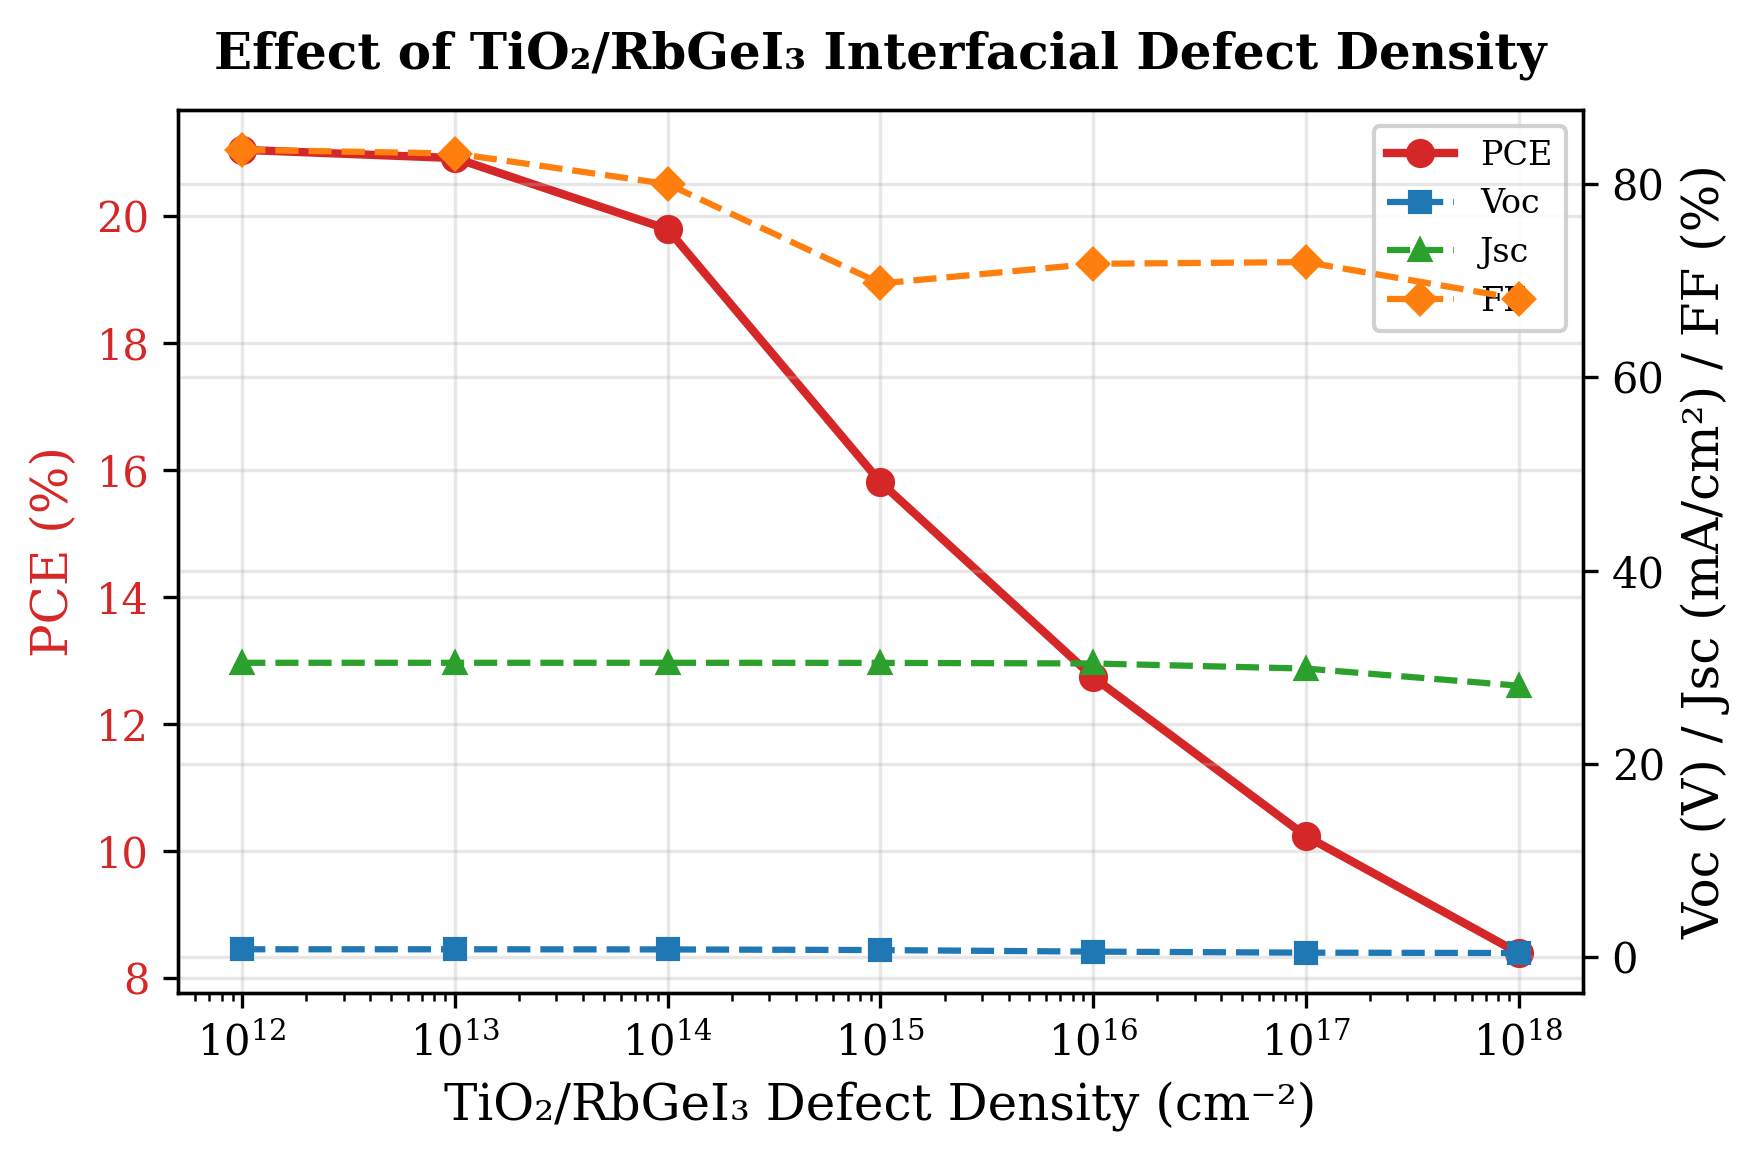 Effect of TiO₂/RbGeI₃ Interfacial Defect Density
PCE
Voc
Jsc
FF
20
18
16
14
12
10
8
PCE (%)
80
60
40
20
0
Voc (V) / Jsc (mA/cm²) / FF (%)
10¹² 10¹³ 10¹⁴ 10¹⁵ 10¹⁶ 10¹⁷ 10¹⁸
TiO₂/RbGeI₃ Defect Density (cm⁻²)